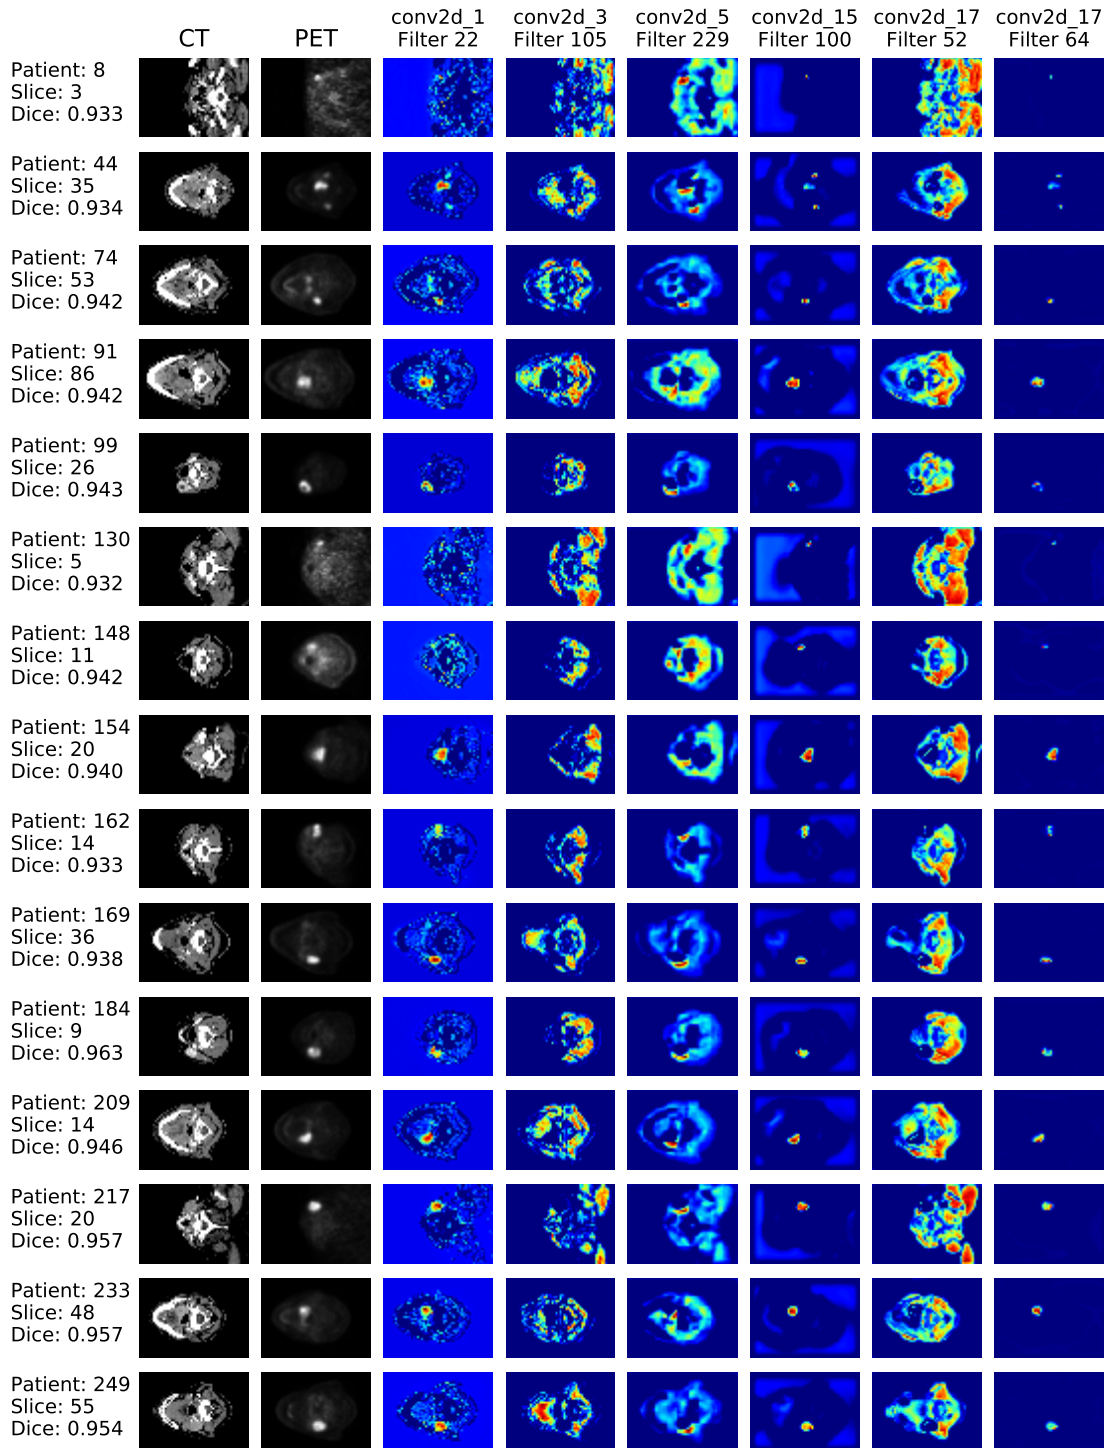 CT
PET
conv2d_1
Filter 22
conv2d_3
Filter 105
conv2d_5
Filter 229
conv2d_15
Filter 100
conv2d_17
Filter 52
conv2d_17
Filter 64
Patient: 8
Slice: 3
Dice: 0.933
Patient: 44
Slice: 35
Dice: 0.934
Patient: 74
Slice: 53
Dice: 0.942
Patient: 91
Slice: 86
Dice: 0.942
Patient: 99
Slice: 26
Dice: 0.943
Patient: 130
Slice: 5
Dice: 0.932
Patient: 148
Slice: 11
Dice: 0.942
Patient: 154
Slice: 20
Dice: 0.940
Patient: 162
Slice: 14
Dice: 0.933
Patient: 169
Slice: 36
Dice: 0.938
Patient: 184
Slice: 9
Dice: 0.963
Patient: 209
Slice: 14
Dice: 0.946
Patient: 217
Slice: 20
Dice: 0.957
Patient: 233
Slice: 48
Dice: 0.957
Patient: 249
Slice: 55
Dice: 0.954